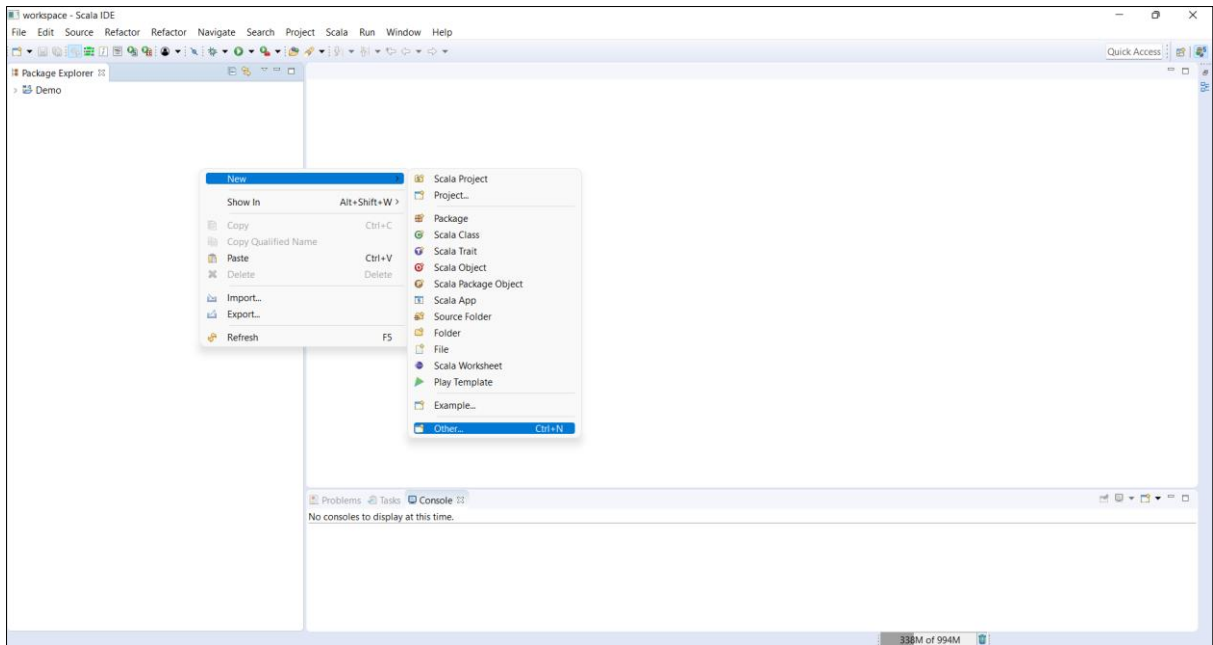 workspace - Scala IDE
File Edit Source Refactor Refactor Navigate Search Project Scala Run Window Help
Quick Access
Package Explorer
Demo
New
Show In Alt+Shift+W >
Copy Ctrl+C
Copy Qualified Name
Paste Ctrl+V
Delete Delete
Import...
Export...
Refresh F5
Scala Project
Project...
Package
Scala Class
Scala Trait
Scala Object
Scala Package Object
Scala App
Source Folder
Folder
File
Scala Worksheet
Play Template
Example...
Other... Ctrl+N
Problems Tasks Console
No consoles to display at this time.
338M of 994M